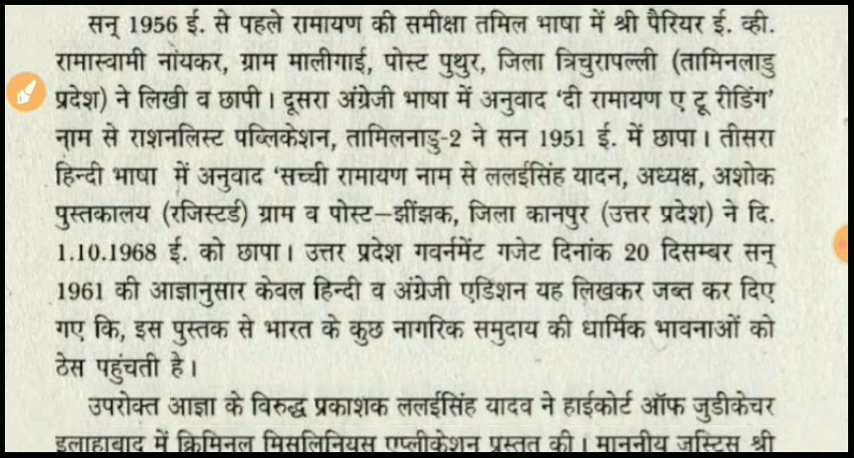 सन् 1956 ई. से पहले रामायण की समीक्षा तमिल भाषा में श्री पैरियर ई. व्ही.
रामास्वामी नांयकर, ग्राम मालीगाई, पोस्ट पुथुर, जिला त्रिचुरापल्ली (तामिनलाडु
प्रदेश) ने लिखी व छापी। दूसरा अंग्रेजी भाषा में अनुवाद ‘दी रामायण ए टू रीडिंग’
नाम से राशनलिस्ट पब्लिकेशन, तामिलनाडु-2 ने सन 1951 ई. में छापा। तीसरा
हिन्दी भाषा में अनुवाद ‘सच्ची रामायण नाम से ललईसिंह यादन, अध्यक्ष, अशोक
पुस्तकालय (रजिस्टर्ड) ग्राम व पोस्ट–झींझक, जिला कानपुर (उत्तर प्रदेश) ने दि.
1.10.1968 ई. को छापा। उत्तर प्रदेश गवर्नमेंट गजेट दिनांक 20 दिसम्बर सन्
1961 की आज्ञानुसार केवल हिन्दी व अंग्रेजी एडिशन यह लिखकर जब्त कर दिए
गए कि, इस पुस्तक से भारत के कुछ नागरिक समुदाय की धार्मिक भावनाओं को
ठेस पहुंचती है।
उपरोक्त आज्ञा के विरुद्ध प्रकाशक ललईसिंह यादव ने हाईकोर्ट ऑफ जुडीकेचर
इलाहाबाद में क्रिमिनल मिसलिनियस एप्लीकेशन प्रस्तुत की। माननीय जस्टिस श्री